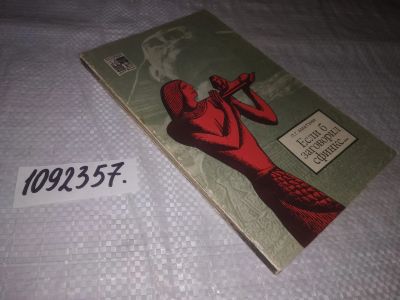 1092357.
Если б
заговорил
сфинкс...